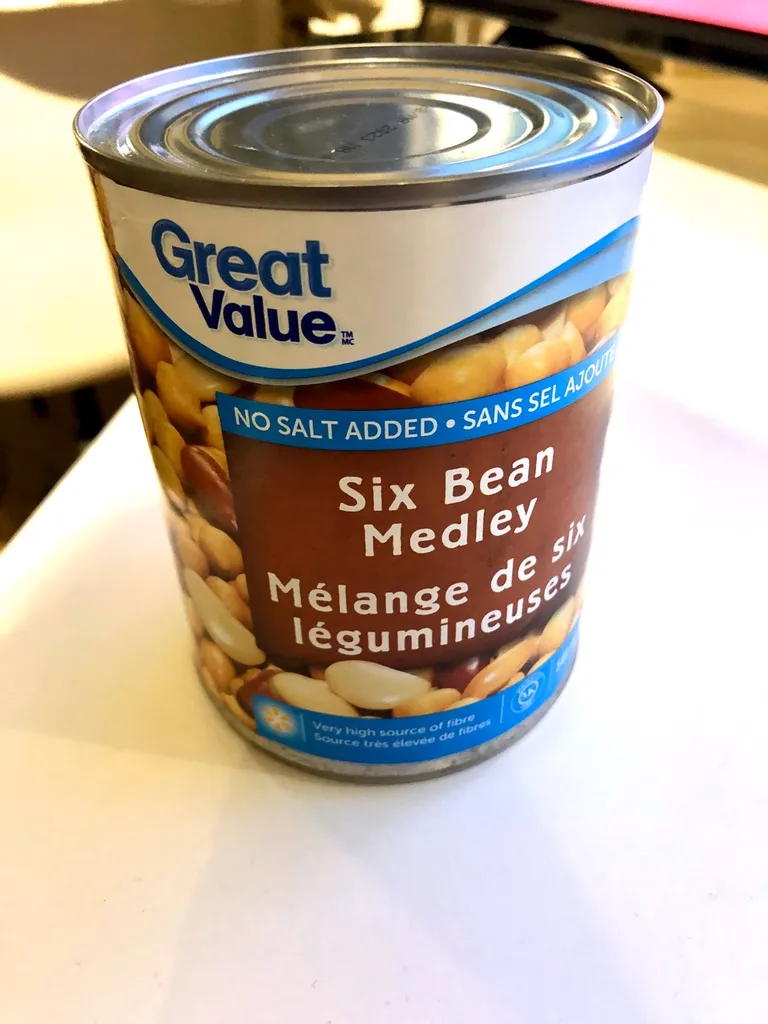 Great
Value
TM
MC
NO SALT ADDED • SANS SEL AJOUTÉ
Six Bean
Medley
Mélange de six
légumineuses
Very high source of fibre
Source très élevée de fibres